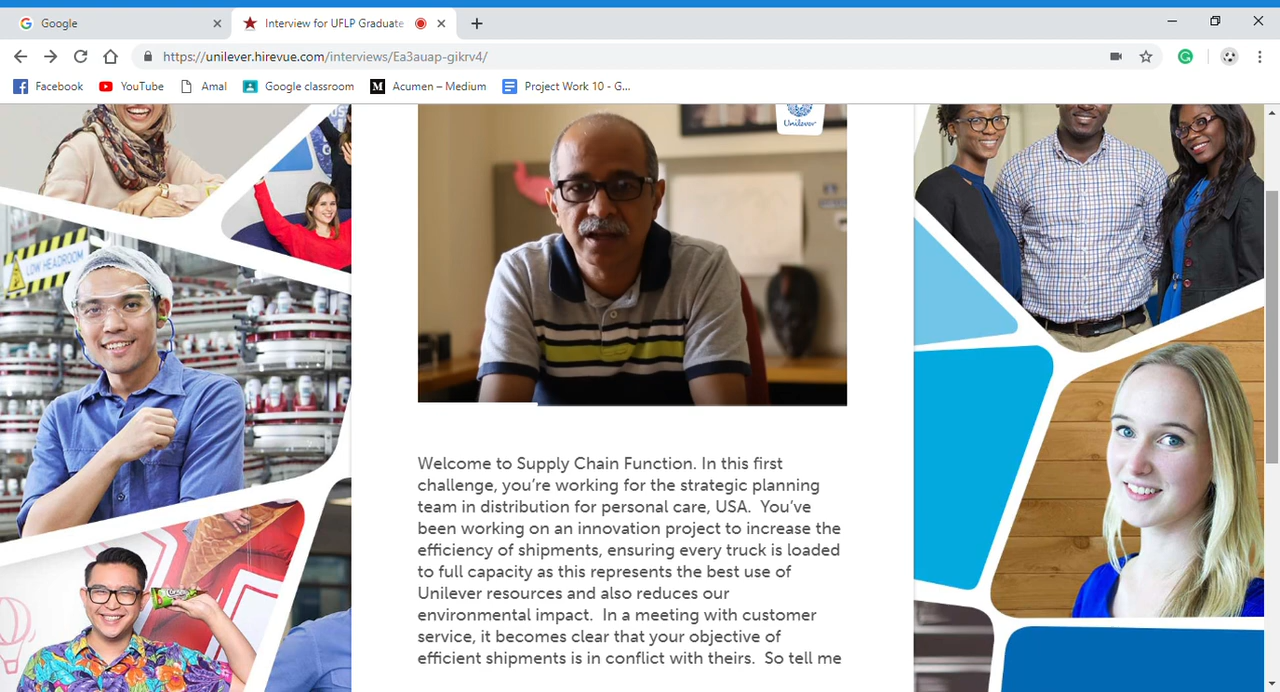 Google
Interview for UFLP Graduate
https://unilever.hirevue.com/interviews/Ea3auap-gikrv4/
Facebook
YouTube
Amal
Google classroom
Acumen – Medium
Project Work 10 - G...
LOW HEADROOM
Unilever
Welcome to Supply Chain Function. In this first
challenge, you’re working for the strategic planning
team in distribution for personal care, USA.  You’ve
been working on an innovation project to increase the
efficiency of shipments, ensuring every truck is loaded
to full capacity as this represents the best use of
Unilever resources and also reduces our
environmental impact.  In a meeting with customer
service, it becomes clear that your objective of
efficient shipments is in conflict with theirs.  So tell me